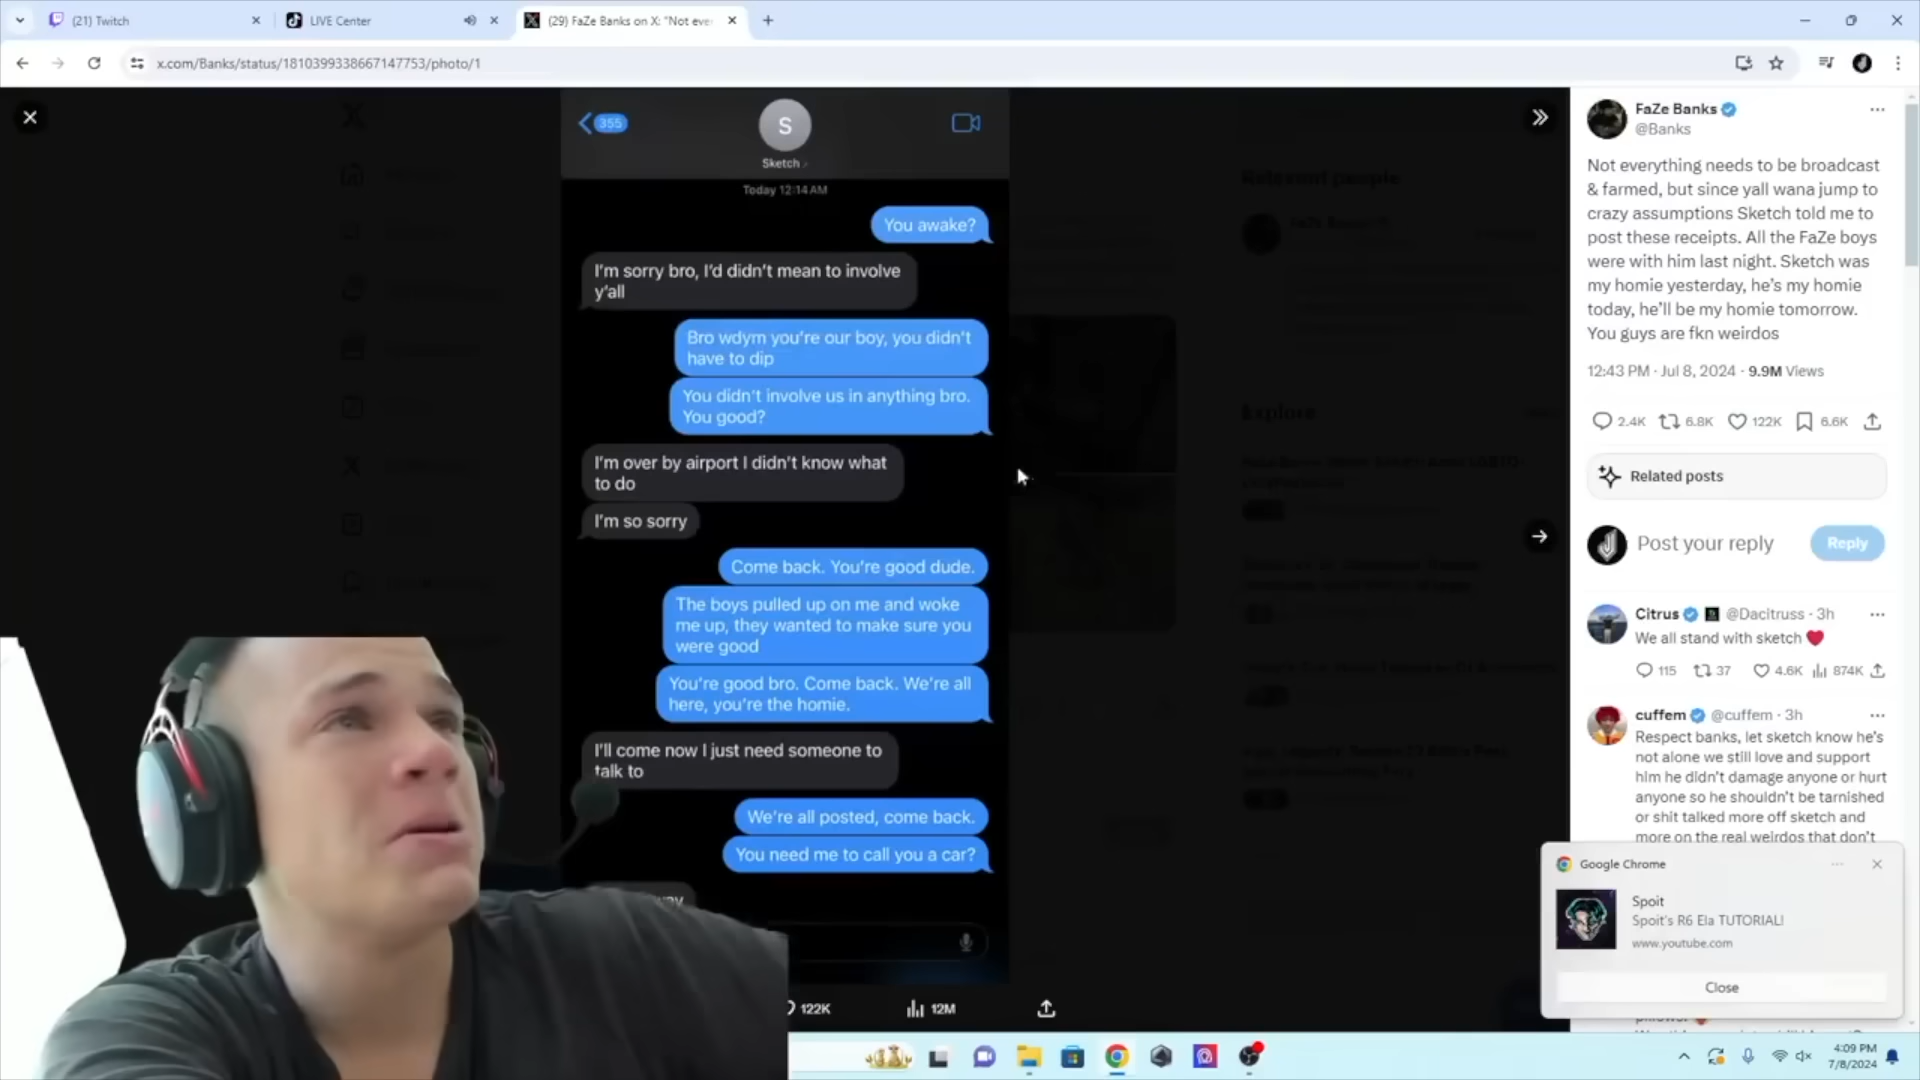 (21) Twitch
LIVE Center
(29) FaZe Banks on X: "Not eve
x.com/Banks/status/1810399338667147753/photo/1
355
S
Sketch
Today 12:14 AM
You awake?
I'm sorry bro, I'd didn't mean to involve
y'all
Bro wdym you're our boy, you didn't
have to dip
You didn't involve us in anything bro.
You good?
I'm over by airport I didn't know what
to do
I'm so sorry
Come back. You're good dude.
The boys pulled up on me and woke
me up, they wanted to make sure you
were good
You're good bro. Come back. We're all
here, you're the homie.
I'll come now I just need someone to
talk to
We're all posted, come back.
You need me to call you a car?
122K
12M
Relevant people
Explore
FaZe Banks
@Banks
Not everything needs to be broadcast
& farmed, but since yall wana jump to
crazy assumptions Sketch told me to
post these receipts. All the FaZe boys
were with him last night. Sketch was
my homie yesterday, he's my homie
today, he'll be my homie tomorrow.
You guys are fkn weirdos
12:43 PM · Jul 8, 2024 · 9.9M Views
2.4K 6.8K 122K 6.6K
Related posts
Post your reply
Reply
Citrus @Dacitruss · 3h
We all stand with sketch
115 37 4.6K 874K
cuffem @cuffem · 3h
Respect banks, let sketch know he's
not alone we still love and support
him he didn't damage anyone or hurt
anyone so he shouldn't be tarnished
or shit talked more off sketch and
more on the real weirdos that don't
Google Chrome
Spoit
Spoit's R6 Ela TUTORIAL!
www.youtube.com
Close
4:09 PM
7/8/2024